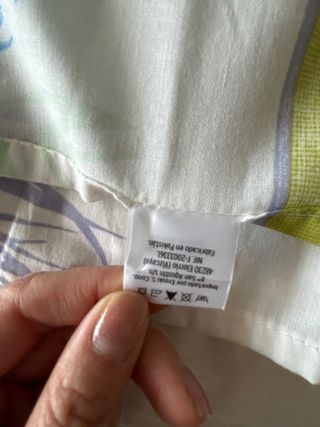 Importado por Eroski S. Coop.
Bº San Agustín s/n
48230 Elorrio (Vizcaya)
NIF: F-20033361
Fabricado en Pakistán.